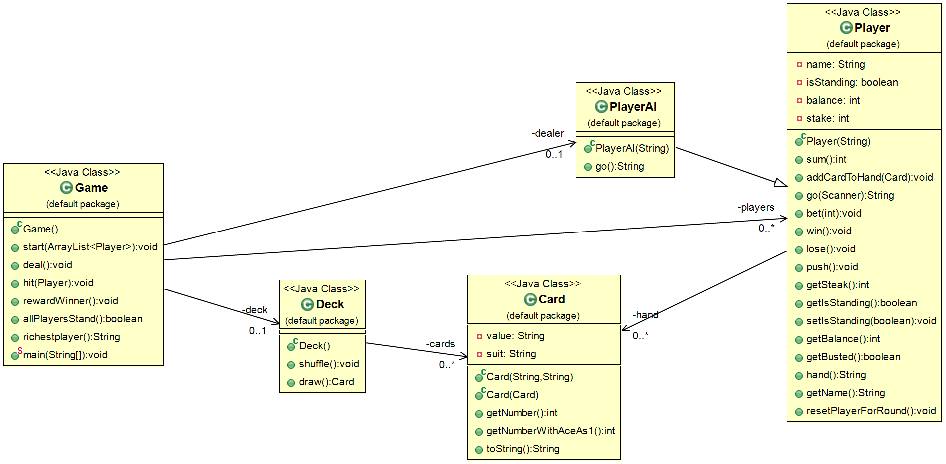 <<Java Class>>
Player
(default package)
name: String
isStanding: boolean
balance: int
stake: int
Player(String)
sum():int
addCardToHand(Card):void
go(Scanner):String
bet(int):void
win():void
lose():void
push():void
getSteak():int
getIsStanding():boolean
setIsStanding(boolean):void
getBalance():int
getBusted():boolean
hand():String
getName():String
resetPlayerForRound():void
<<Java Class>>
PlayerAI
(default package)
PlayerAI(String)
go():String
-dealer
0..1
<<Java Class>>
Game
(default package)
Game()
start(ArrayList<Player>):void
deal():void
hit(Player):void
rewardWinner():void
allPlayersStand():boolean
richestplayer():String
main(String[]):void
-players
0..*
-deck
0..1
<<Java Class>>
Deck
(default package)
Deck()
shuffle():void
draw():Card
-cards
0..*
<<Java Class>>
Card
(default package)
value: String
suit: String
Card(String,String)
Card(Card)
getNumber():int
getNumberWithAceAs1():int
toString():String
-hand
0..*